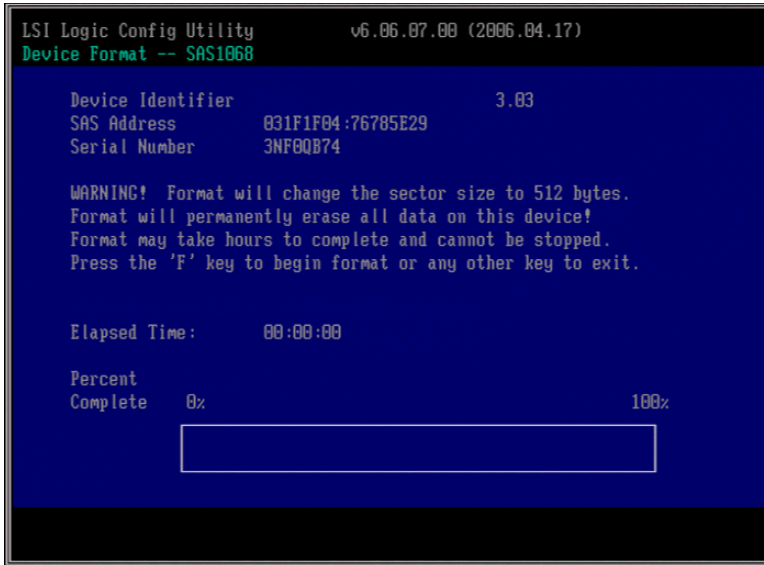 LSI Logic Config Utility v6.06.07.00 (2006.04.17)
Device Format -- SAS1068
Device Identifier 3.03
SAS Address 031F1F04:76785E29
Serial Number 3NF0QB74
WARNING! Format will change the sector size to 512 bytes.
Format will permanently erase all data on this device!
Format may take hours to complete and cannot be stopped.
Press the 'F' key to begin format or any other key to exit.
Elapsed Time: 00:00:00
Percent
Complete 0% 100%